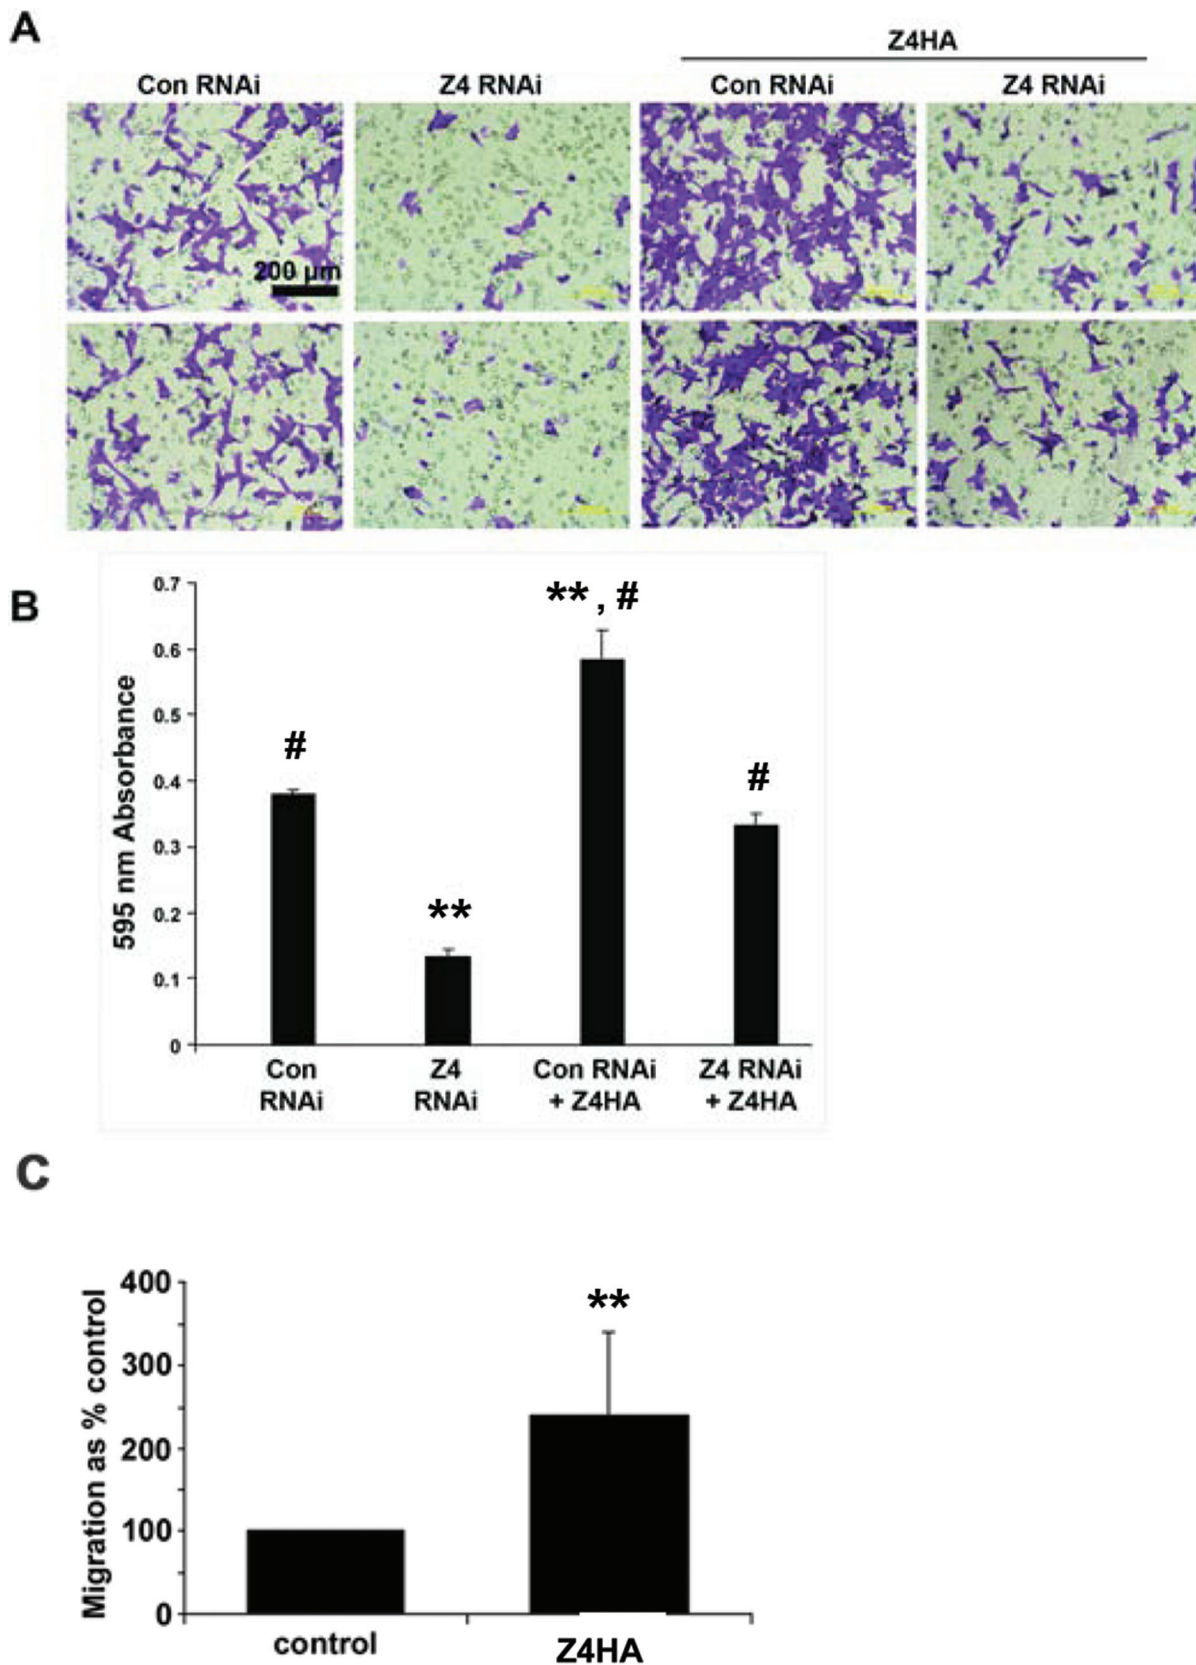 A
Z4HA
Con RNAi Z4 RNAi Con RNAi Z4 RNAi
200 µm
B
0.7
0.6
0.5
0.4
0.3
0.2
0.1
0
595 nm Absorbance
#
**
**, #
#
Con Z4 Con RNAi Z4 RNAi
RNAi RNAi + Z4HA + Z4HA
C
400
300
200
100
0
Migration as % control
**
control Z4HA